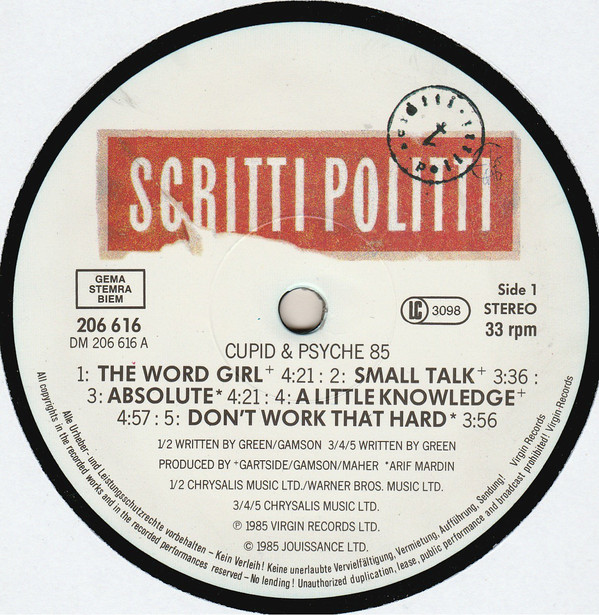 SCRITTI POLITTI
GEMA
STEMRA
BIEM
206 616
DM 206 616 A
LC 3098
Side 1
STEREO
33 rpm
CUPID & PSYCHE 85
1: THE WORD GIRL+ 4:21 : 2: SMALL TALK+ 3:36 :
3: ABSOLUTE* 4:21 : 4: A LITTLE KNOWLEDGE+
4:57 : 5: DON'T WORK THAT HARD* 3:56
1/2 WRITTEN BY GREEN/GAMSON 3/4/5 WRITTEN BY GREEN
PRODUCED BY +GARTSIDE/GAMSON/MAHER *ARIF MARDIN
1/2 CHRYSALIS MUSIC LTD./WARNER BROS. MUSIC LTD.
3/4/5 CHRYSALIS MUSIC LTD.
℗ 1985 VIRGIN RECORDS LTD.
© 1985 JOUISSANCE LTD.
Alle Urheber- und Leistungsschutzrechte vorbehalten – Kein Verleih! Keine unerlaubte Vervielfältigung, Vermietung, Aufführung, Sendung! Virgin Records
All copyrights in the recorded works and in the recorded performances reserved – No lending! Unauthorized duplication, lease, public performance and broadcast prohibited! Virgin Records